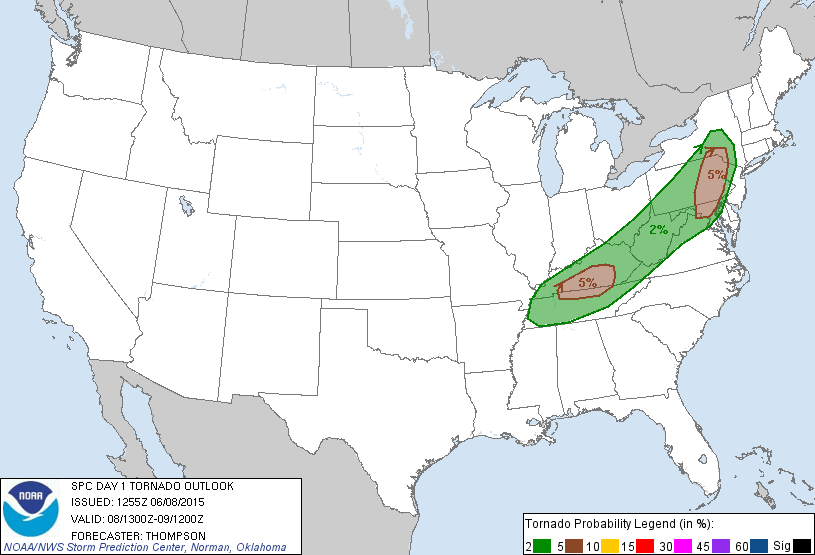 5%
2%
5%
NOAA
SPC DAY 1 TORNADO OUTLOOK
ISSUED: 1255Z 06/08/2015
VALID: 08/1300Z-09/1200Z
FORECASTER: THOMPSON
NOAA/NWS Storm Prediction Center, Norman, Oklahoma
Tornado Probability Legend (in %):
2 5 10 15 30 45 60 Sig